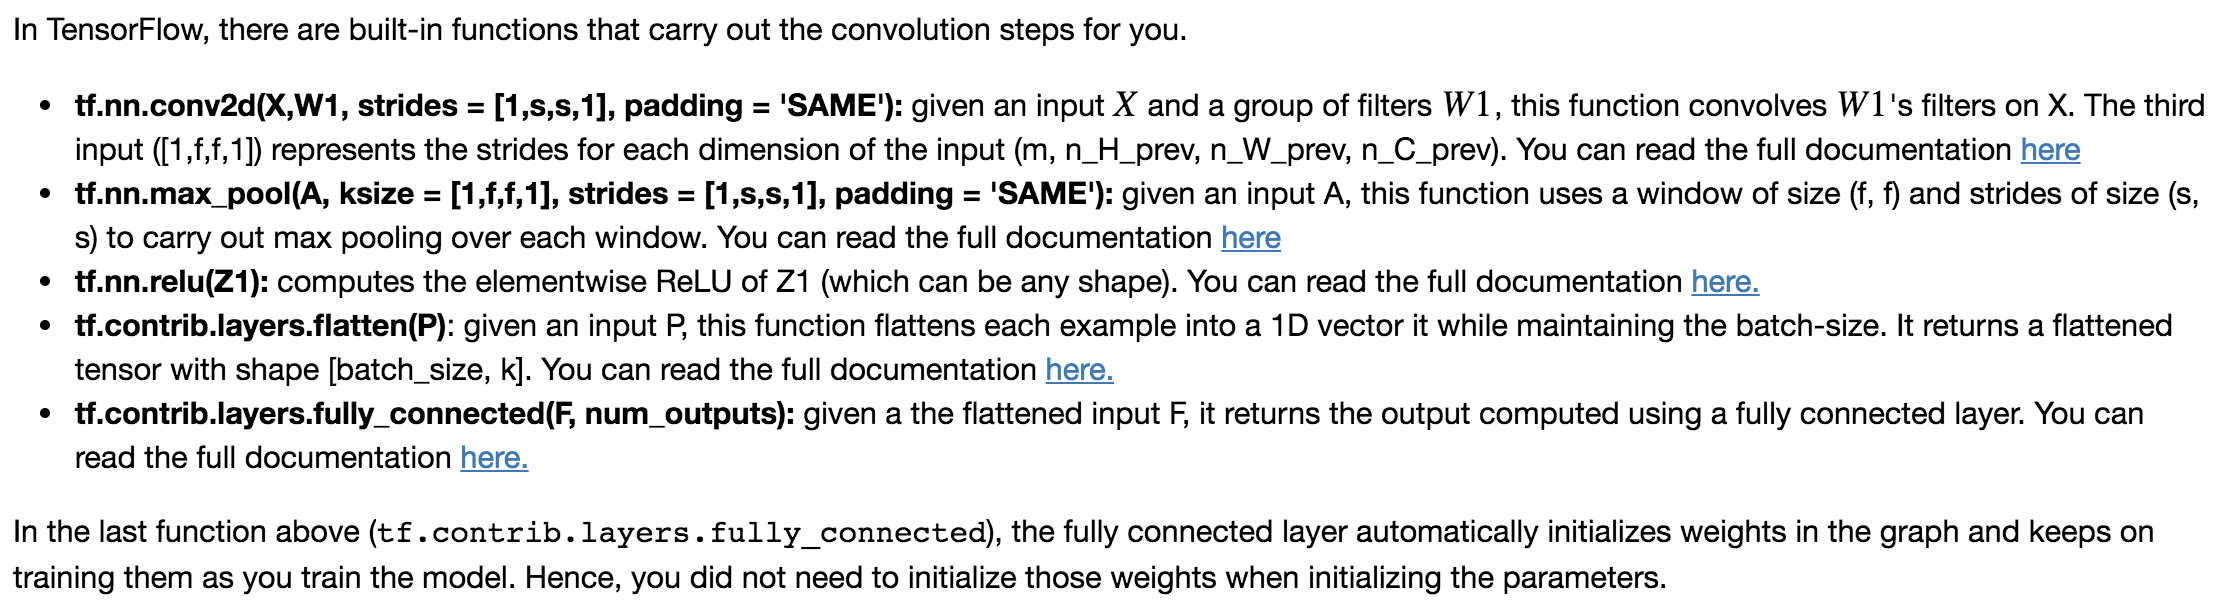 In TensorFlow, there are built-in functions that carry out the convolution steps for you.
• tf.nn.conv2d(X,W1, strides = [1,s,s,1], padding = 'SAME'): given an input X and a group of filters W1, this function convolves W1's filters on X. The third
input ([1,f,f,1]) represents the strides for each dimension of the input (m, n_H_prev, n_W_prev, n_C_prev). You can read the full documentation here
• tf.nn.max_pool(A, ksize = [1,f,f,1], strides = [1,s,s,1], padding = 'SAME'): given an input A, this function uses a window of size (f, f) and strides of size (s,
s) to carry out max pooling over each window. You can read the full documentation here
• tf.nn.relu(Z1): computes the elementwise ReLU of Z1 (which can be any shape). You can read the full documentation here.
• tf.contrib.layers.flatten(P): given an input P, this function flattens each example into a 1D vector it while maintaining the batch-size. It returns a flattened
tensor with shape [batch_size, k]. You can read the full documentation here.
• tf.contrib.layers.fully_connected(F, num_outputs): given a the flattened input F, it returns the output computed using a fully connected layer. You can
read the full documentation here.
In the last function above (tf.contrib.layers.fully_connected), the fully connected layer automatically initializes weights in the graph and keeps on
training them as you train the model. Hence, you did not need to initialize those weights when initializing the parameters.